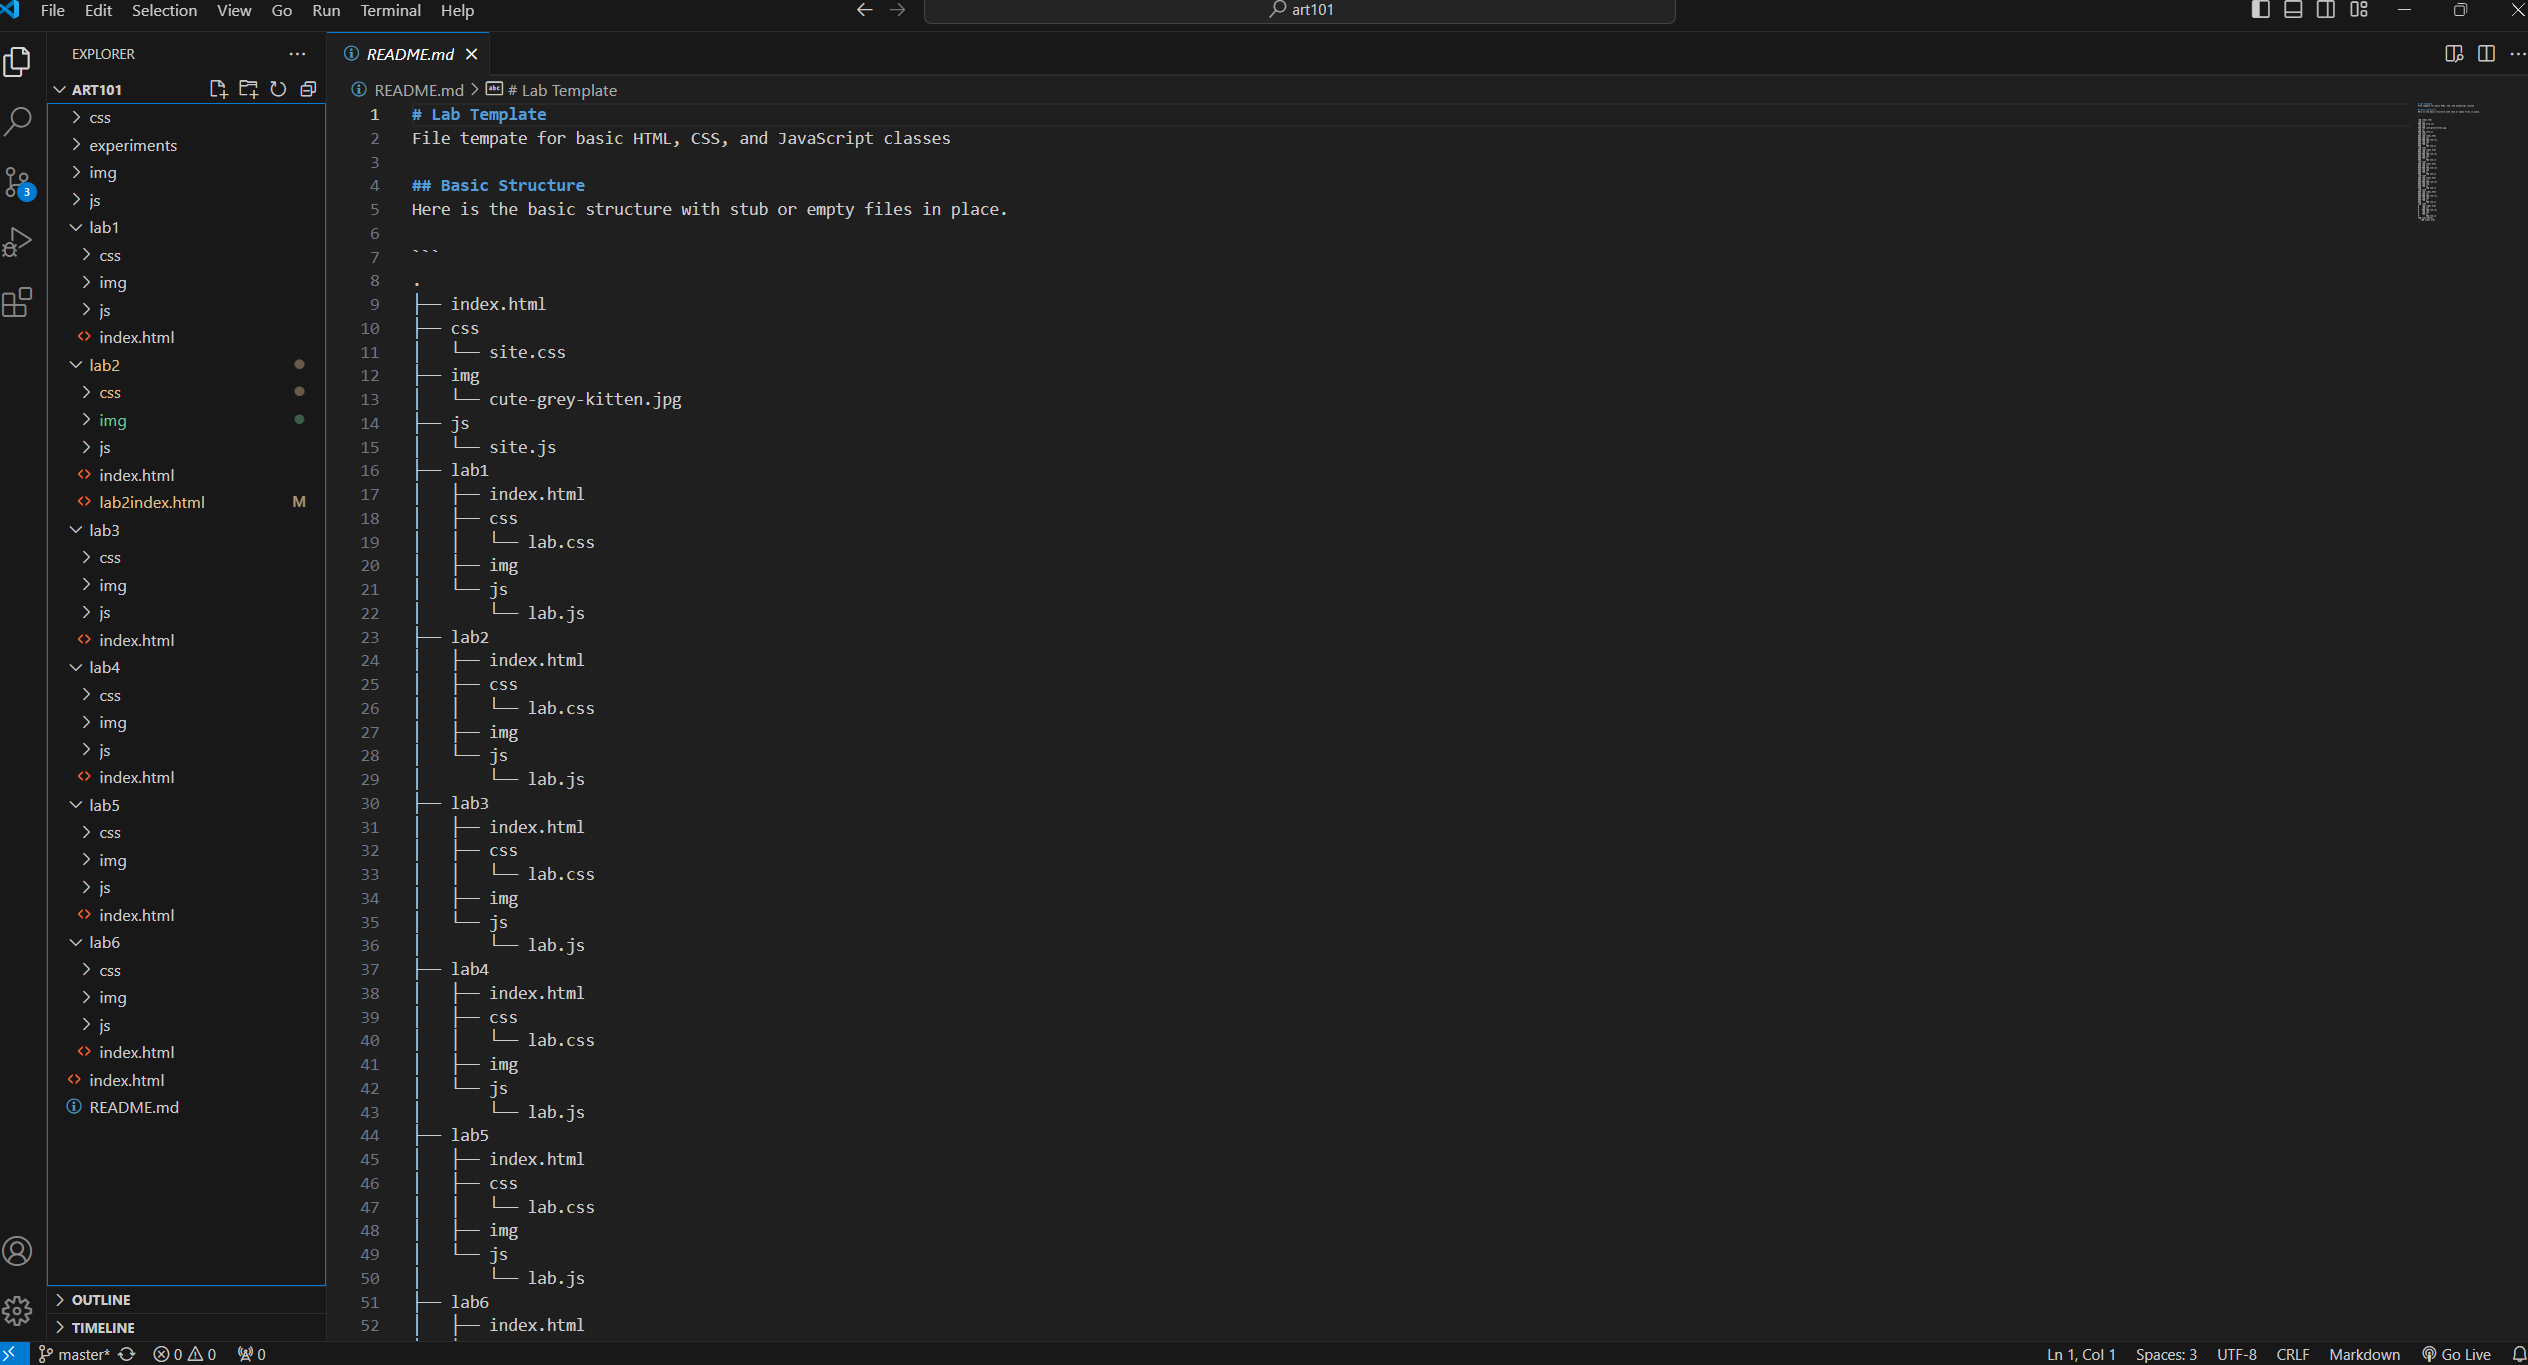 File Edit Selection View Go Run Terminal Help
art101
EXPLORER
ART101
css
experiments
img
js
lab1
css
img
js
index.html
lab2
css
img
js
index.html
lab2index.html M
lab3
css
img
js
index.html
lab4
css
img
js
index.html
lab5
css
img
js
index.html
lab6
css
img
js
index.html
index.html
README.md
OUTLINE
TIMELINE
3
README.md
README.md > # Lab Template
1 # Lab Template
2 File tempate for basic HTML, CSS, and JavaScript classes
3
4 ## Basic Structure
5 Here is the basic structure with stub or empty files in place.
6
7 ```
8 .
9 ├── index.html
10 ├── css
11 │   └── site.css
12 ├── img
13 │   └── cute-grey-kitten.jpg
14 ├── js
15 │   └── site.js
16 ├── lab1
17 │   ├── index.html
18 │   ├── css
19 │   │   └── lab.css
20 │   ├── img
21 │   └── js
22 │       └── lab.js
23 ├── lab2
24 │   ├── index.html
25 │   ├── css
26 │   │   └── lab.css
27 │   ├── img
28 │   └── js
29 │       └── lab.js
30 ├── lab3
31 │   ├── index.html
32 │   ├── css
33 │   │   └── lab.css
34 │   ├── img
35 │   └── js
36 │       └── lab.js
37 ├── lab4
38 │   ├── index.html
39 │   ├── css
40 │   │   └── lab.css
41 │   ├── img
42 │   └── js
43 │       └── lab.js
44 ├── lab5
45 │   ├── index.html
46 │   ├── css
47 │   │   └── lab.css
48 │   ├── img
49 │   └── js
50 │       └── lab.js
51 ├── lab6
52 │   ├── index.html
master* 0 0 0
Ln 1, Col 1 Spaces: 3 UTF-8 CRLF Markdown Go Live